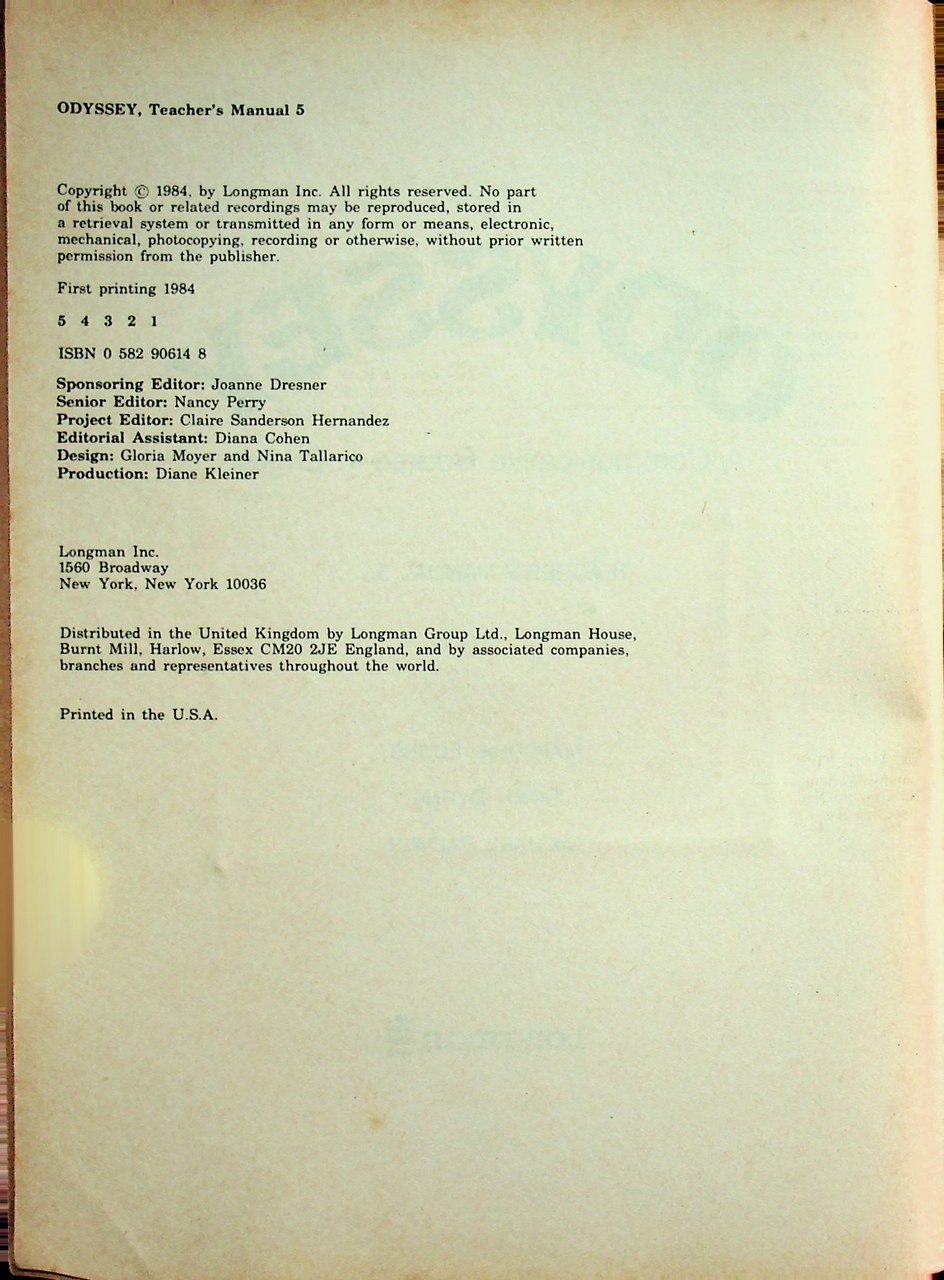 ODYSSEY, Teacher's Manual 5
Copyright © 1984, by Longman Inc. All rights reserved. No part
of this book or related recordings may be reproduced, stored in
a retrieval system or transmitted in any form or means, electronic,
mechanical, photocopying, recording or otherwise, without prior written
permission from the publisher.
First printing 1984
5 4 3 2 1
ISBN 0 582 90614 8
Sponsoring Editor: Joanne Dresner
Senior Editor: Nancy Perry
Project Editor: Claire Sanderson Hernandez
Editorial Assistant: Diana Cohen
Design: Gloria Moyer and Nina Tallarico
Production: Diane Kleiner
Longman Inc.
1560 Broadway
New York, New York 10036
Distributed in the United Kingdom by Longman Group Ltd., Longman House,
Burnt Mill, Harlow, Essex CM20 2JE England, and by associated companies,
branches and representatives throughout the world.
Printed in the U.S.A.